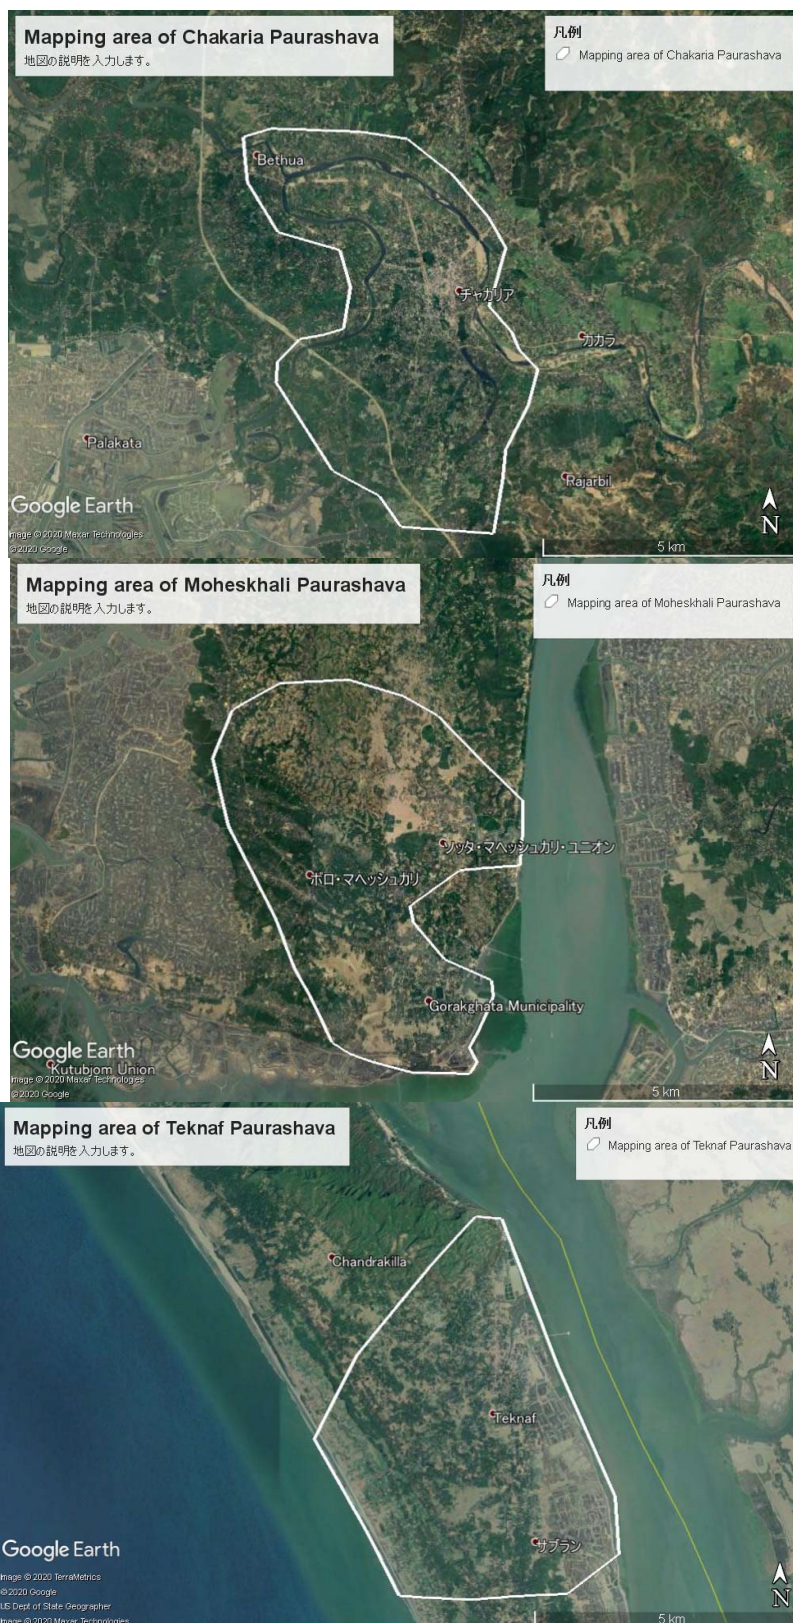 Mapping area of Chakaria Paurashava
地図の説明を入力します。
凡例
Mapping area of Chakaria Paurashava
Bethua
チャカリア
カカラ
Palakata
Rajarbil
Google Earth
Image © 2020 Maxar Technologies
© 2020 Google
N
5 km
Mapping area of Moheskhali Paurashava
地図の説明を入力します。
凡例
Mapping area of Moheskhali Paurashava
ソッタ・マヘッシュカリ・ユニオン
ボロ・マヘッシュカリ
Gorakghata Municipality
Google Earth
Kutubjom Union
Image © 2020 Maxar Technologies
© 2020 Google
N
5 km
Mapping area of Teknaf Paurashava
地図の説明を入力します。
凡例
Mapping area of Teknaf Paurashava
Chandrakilla
Teknaf
サブラン
Google Earth
Image © 2020 TerraMetrics
© 2020 Google
US Dept of State Geographer
Image © 2020 Maxar Technologies
N
5 km